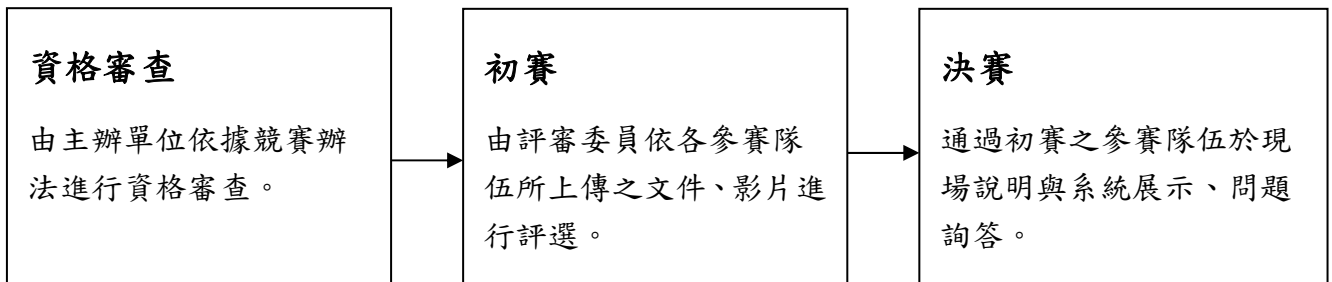 資格審查
由主辦單位依據競賽辦
法進行資格審查。
初賽
由評審委員依各參賽隊
伍所上傳之文件、影片進
行評選。
決賽
通過初賽之參賽隊伍於現
場說明與系統展示、問題
詢答。